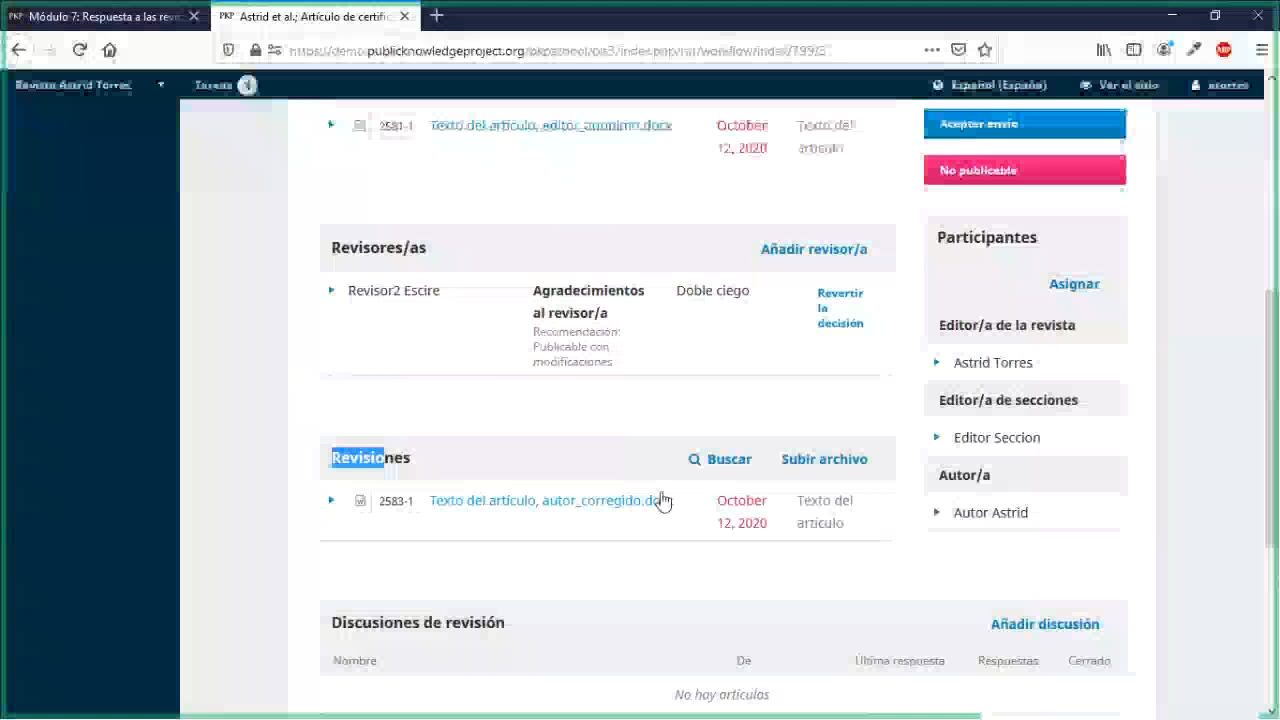 PKP Módulo 7: Respuesta a las revi
PKP Astrid et al.; Artículo de certific
publicknowledgeproject.org
Revista Astrid Torres
Tareas
Español (España)
Ver el sitio
atorres
2581-1 Texto del artículo, editor_anonimo.docx October 12, 2020 Texto del artículo
Aceptar envío
No publicable
Revisores/as
Añadir revisor/a
Revisor2 Escire
Agradecimientos al revisor/a
Recomendación: Publicable con modificaciones
Doble ciego
Revertir la decisión
Participantes
Asignar
Editor/a de la revista
Astrid Torres
Editor/a de secciones
Editor Seccion
Autor/a
Autor Astrid
Revisiones
Buscar
Subir archivo
2583-1 Texto del artículo, autor_corregido.do October 12, 2020 Texto del artículo
Discusiones de revisión
Añadir discusión
Nombre De Última respuesta Respuestas Cerrado
No hay artículos